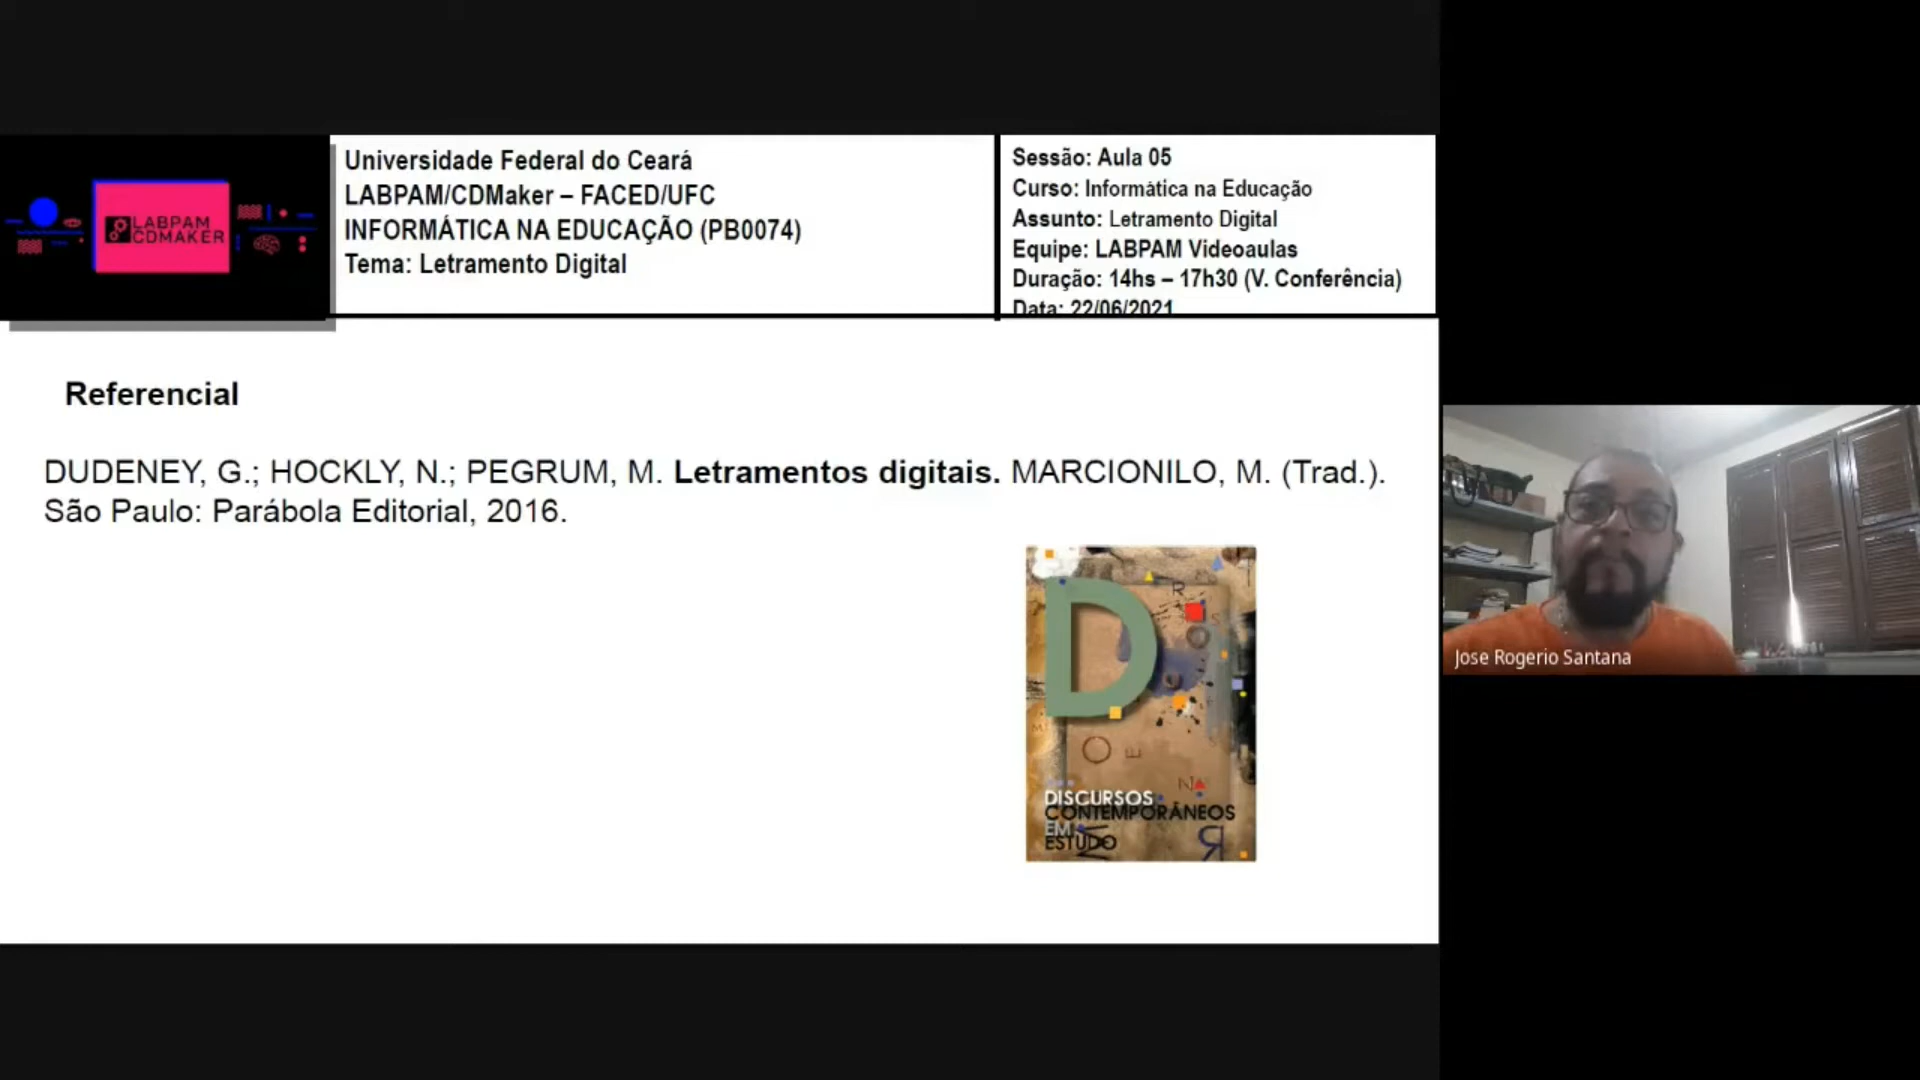 LABPAM
CDMAKER
Universidade Federal do Ceará
LABPAM/CDMaker – FACED/UFC
INFORMÁTICA NA EDUCAÇÃO (PB0074)
Tema: Letramento Digital
Sessão: Aula 05
Curso: Informática na Educação
Assunto: Letramento Digital
Equipe: LABPAM Videoaulas
Duração: 14hs – 17h30 (V. Conferência)
Data: 22/06/2021
Referencial
DUDENEY, G.; HOCKLY, N.; PEGRUM, M. Letramentos digitais. MARCIONILO, M. (Trad.).
São Paulo: Parábola Editorial, 2016.
D
DISCURSOS
CONTEMPORÂNEOS
EM
ESTUDO
Jose Rogerio Santana